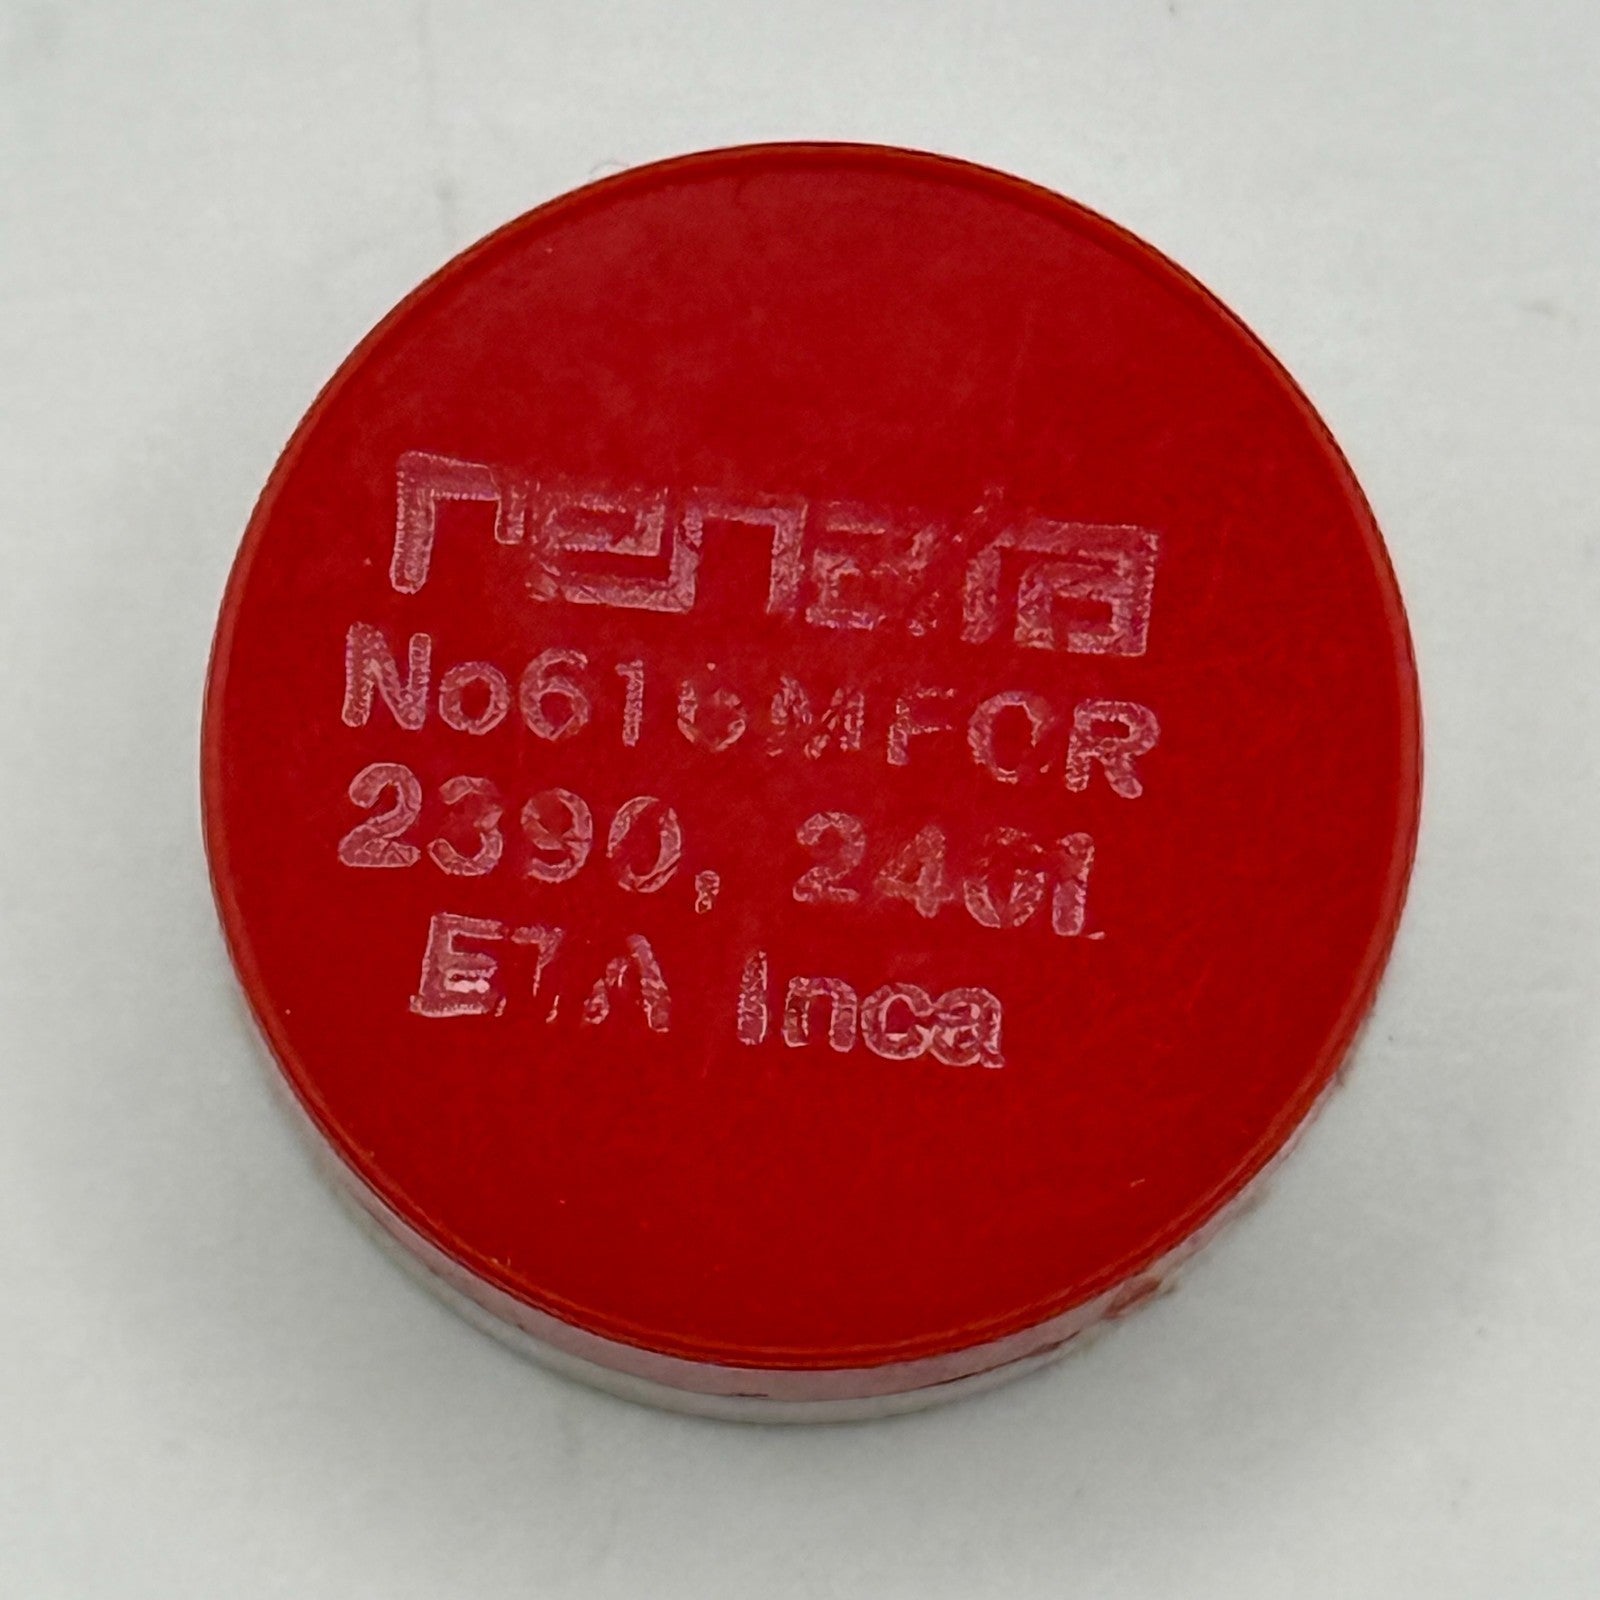 renata
No616MFOR
2390, 2401
ETA Inca